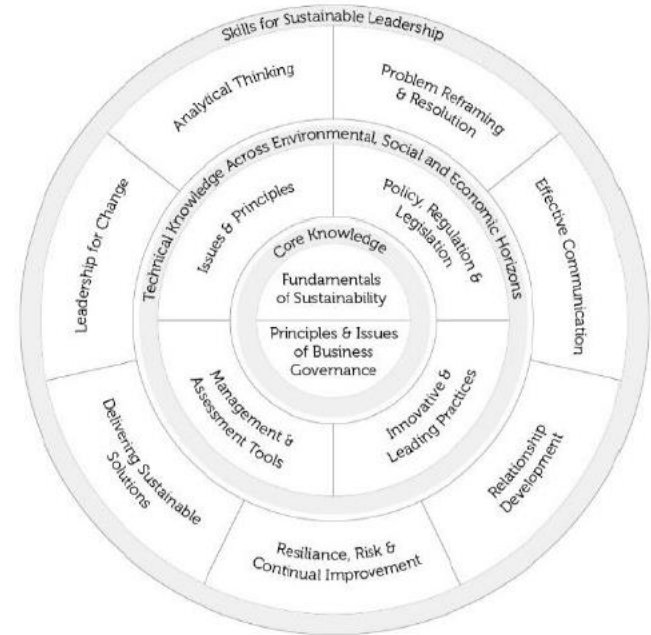 Skills for Sustainable Leadership
Analytical Thinking
Problem Reframing
& Resolution
Effective Communication
Relationship
Development
Resiliance, Risk &
Continual Improvement
Delivering Sustainable
Solutions
Leadership for Change
Technical Knowledge Across Environmental, Social and Economic Horizons
Issues & Principles
Policy, Regulation &
Legislation
Innovative &
Leading Practices
Management &
Assessment Tools
Core Knowledge
Fundamentals
of Sustainability
Principles & Issues
of Business
Governance